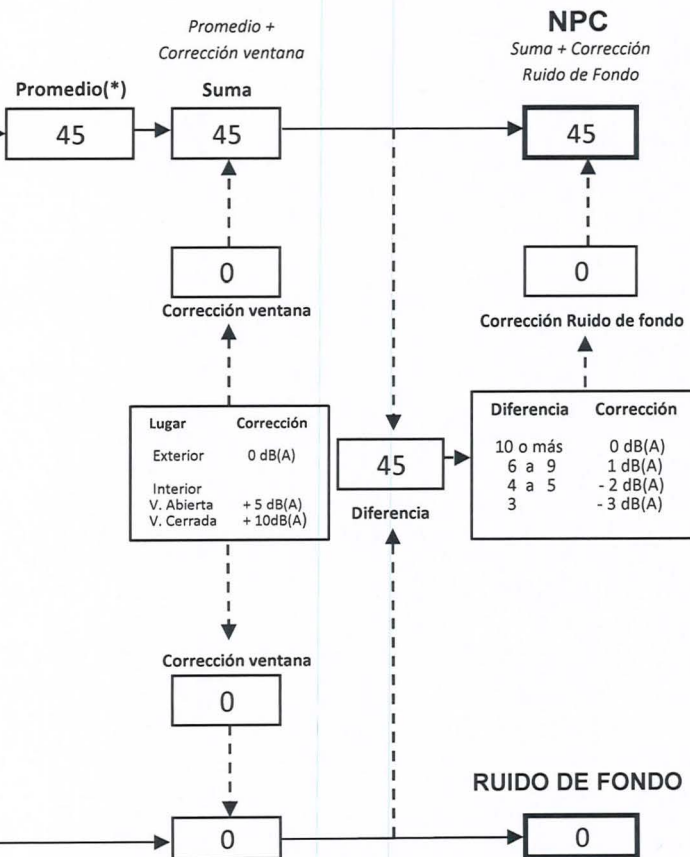 Promedio +
Corrección ventana
NPC
Suma + Corrección
Ruido de Fondo
Promedio(*)
Suma
45
45
45
0
0
Corrección ventana
Corrección Ruido de fondo
Lugar Corrección
Exterior 0 dB(A)
Interior
V. Abierta + 5 dB(A)
V. Cerrada + 10dB(A)
45
Diferencia
Diferencia Corrección
10 o más 0 dB(A)
6 a 9 1 dB(A)
4 a 5 - 2 dB(A)
3 - 3 dB(A)
Corrección ventana
0
RUIDO DE FONDO
0
0